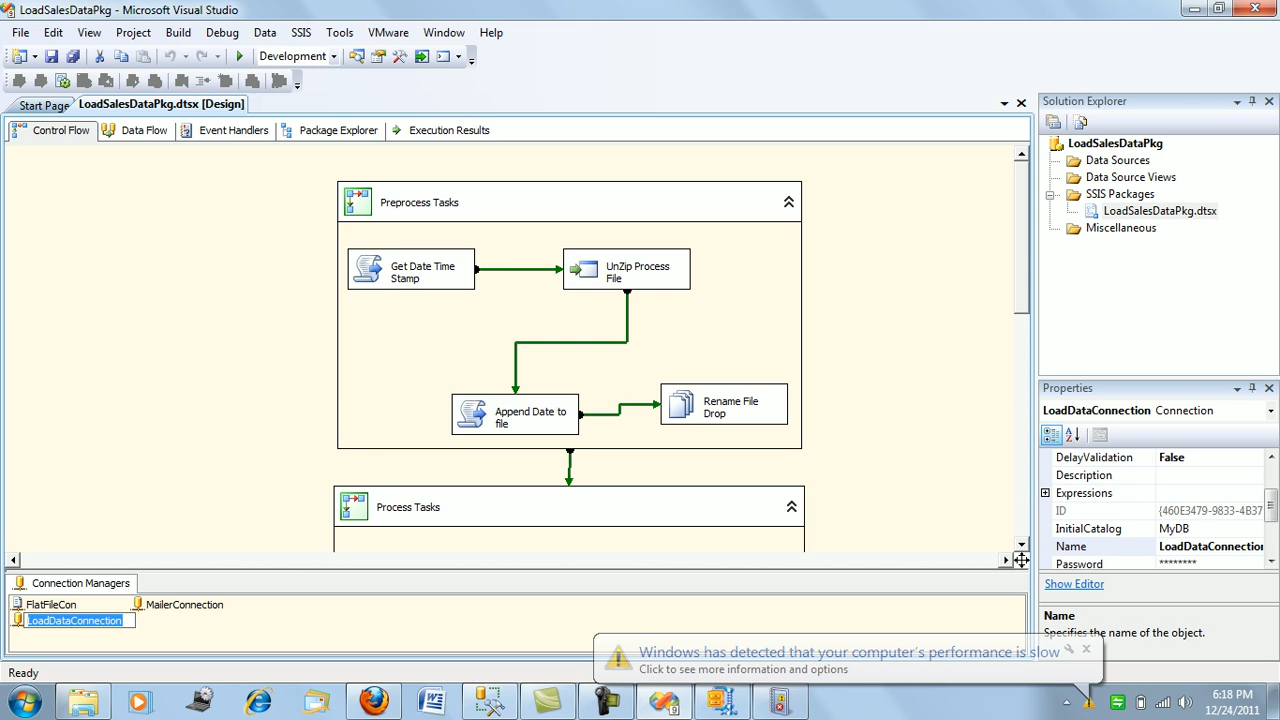 LoadSalesDataPkg - Microsoft Visual Studio
File Edit View Project Build Debug Data SSIS Tools VMware Window Help
Development
Start Page LoadSalesDataPkg.dtsx [Design]
Control Flow Data Flow Event Handlers Package Explorer Execution Results
Preprocess Tasks
Get Date Time
Stamp
UnZip Process
File
Append Date to
file
Rename File
Drop
Process Tasks
Connection Managers
FlatFileCon MailerConnection
LoadDataConnection
Solution Explorer
LoadSalesDataPkg
Data Sources
Data Source Views
SSIS Packages
LoadSalesDataPkg.dtsx
Miscellaneous
Properties
LoadDataConnection Connection
DelayValidation False
Description
Expressions
ID {460E3479-9833-4B37
InitialCatalog MyDB
Name LoadDataConnection
Password ********
Show Editor
Name
Specifies the name of the object.
Windows has detected that your computer's performance is slow
Click to see more information and options
Ready
6:18 PM
12/24/2011